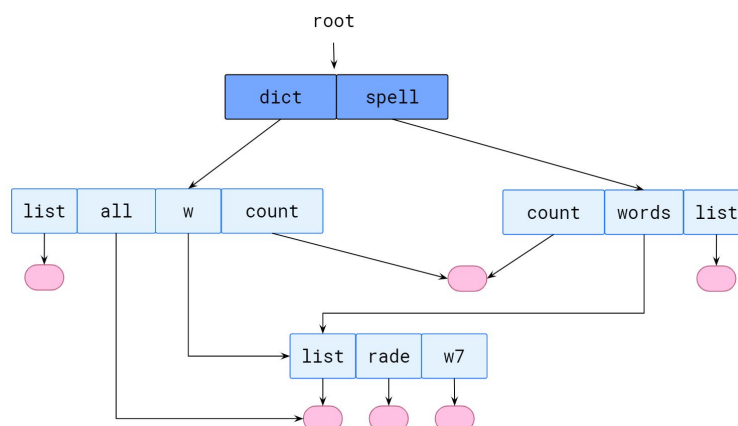 root
dict spell
list all w count
count words list
list rade w7